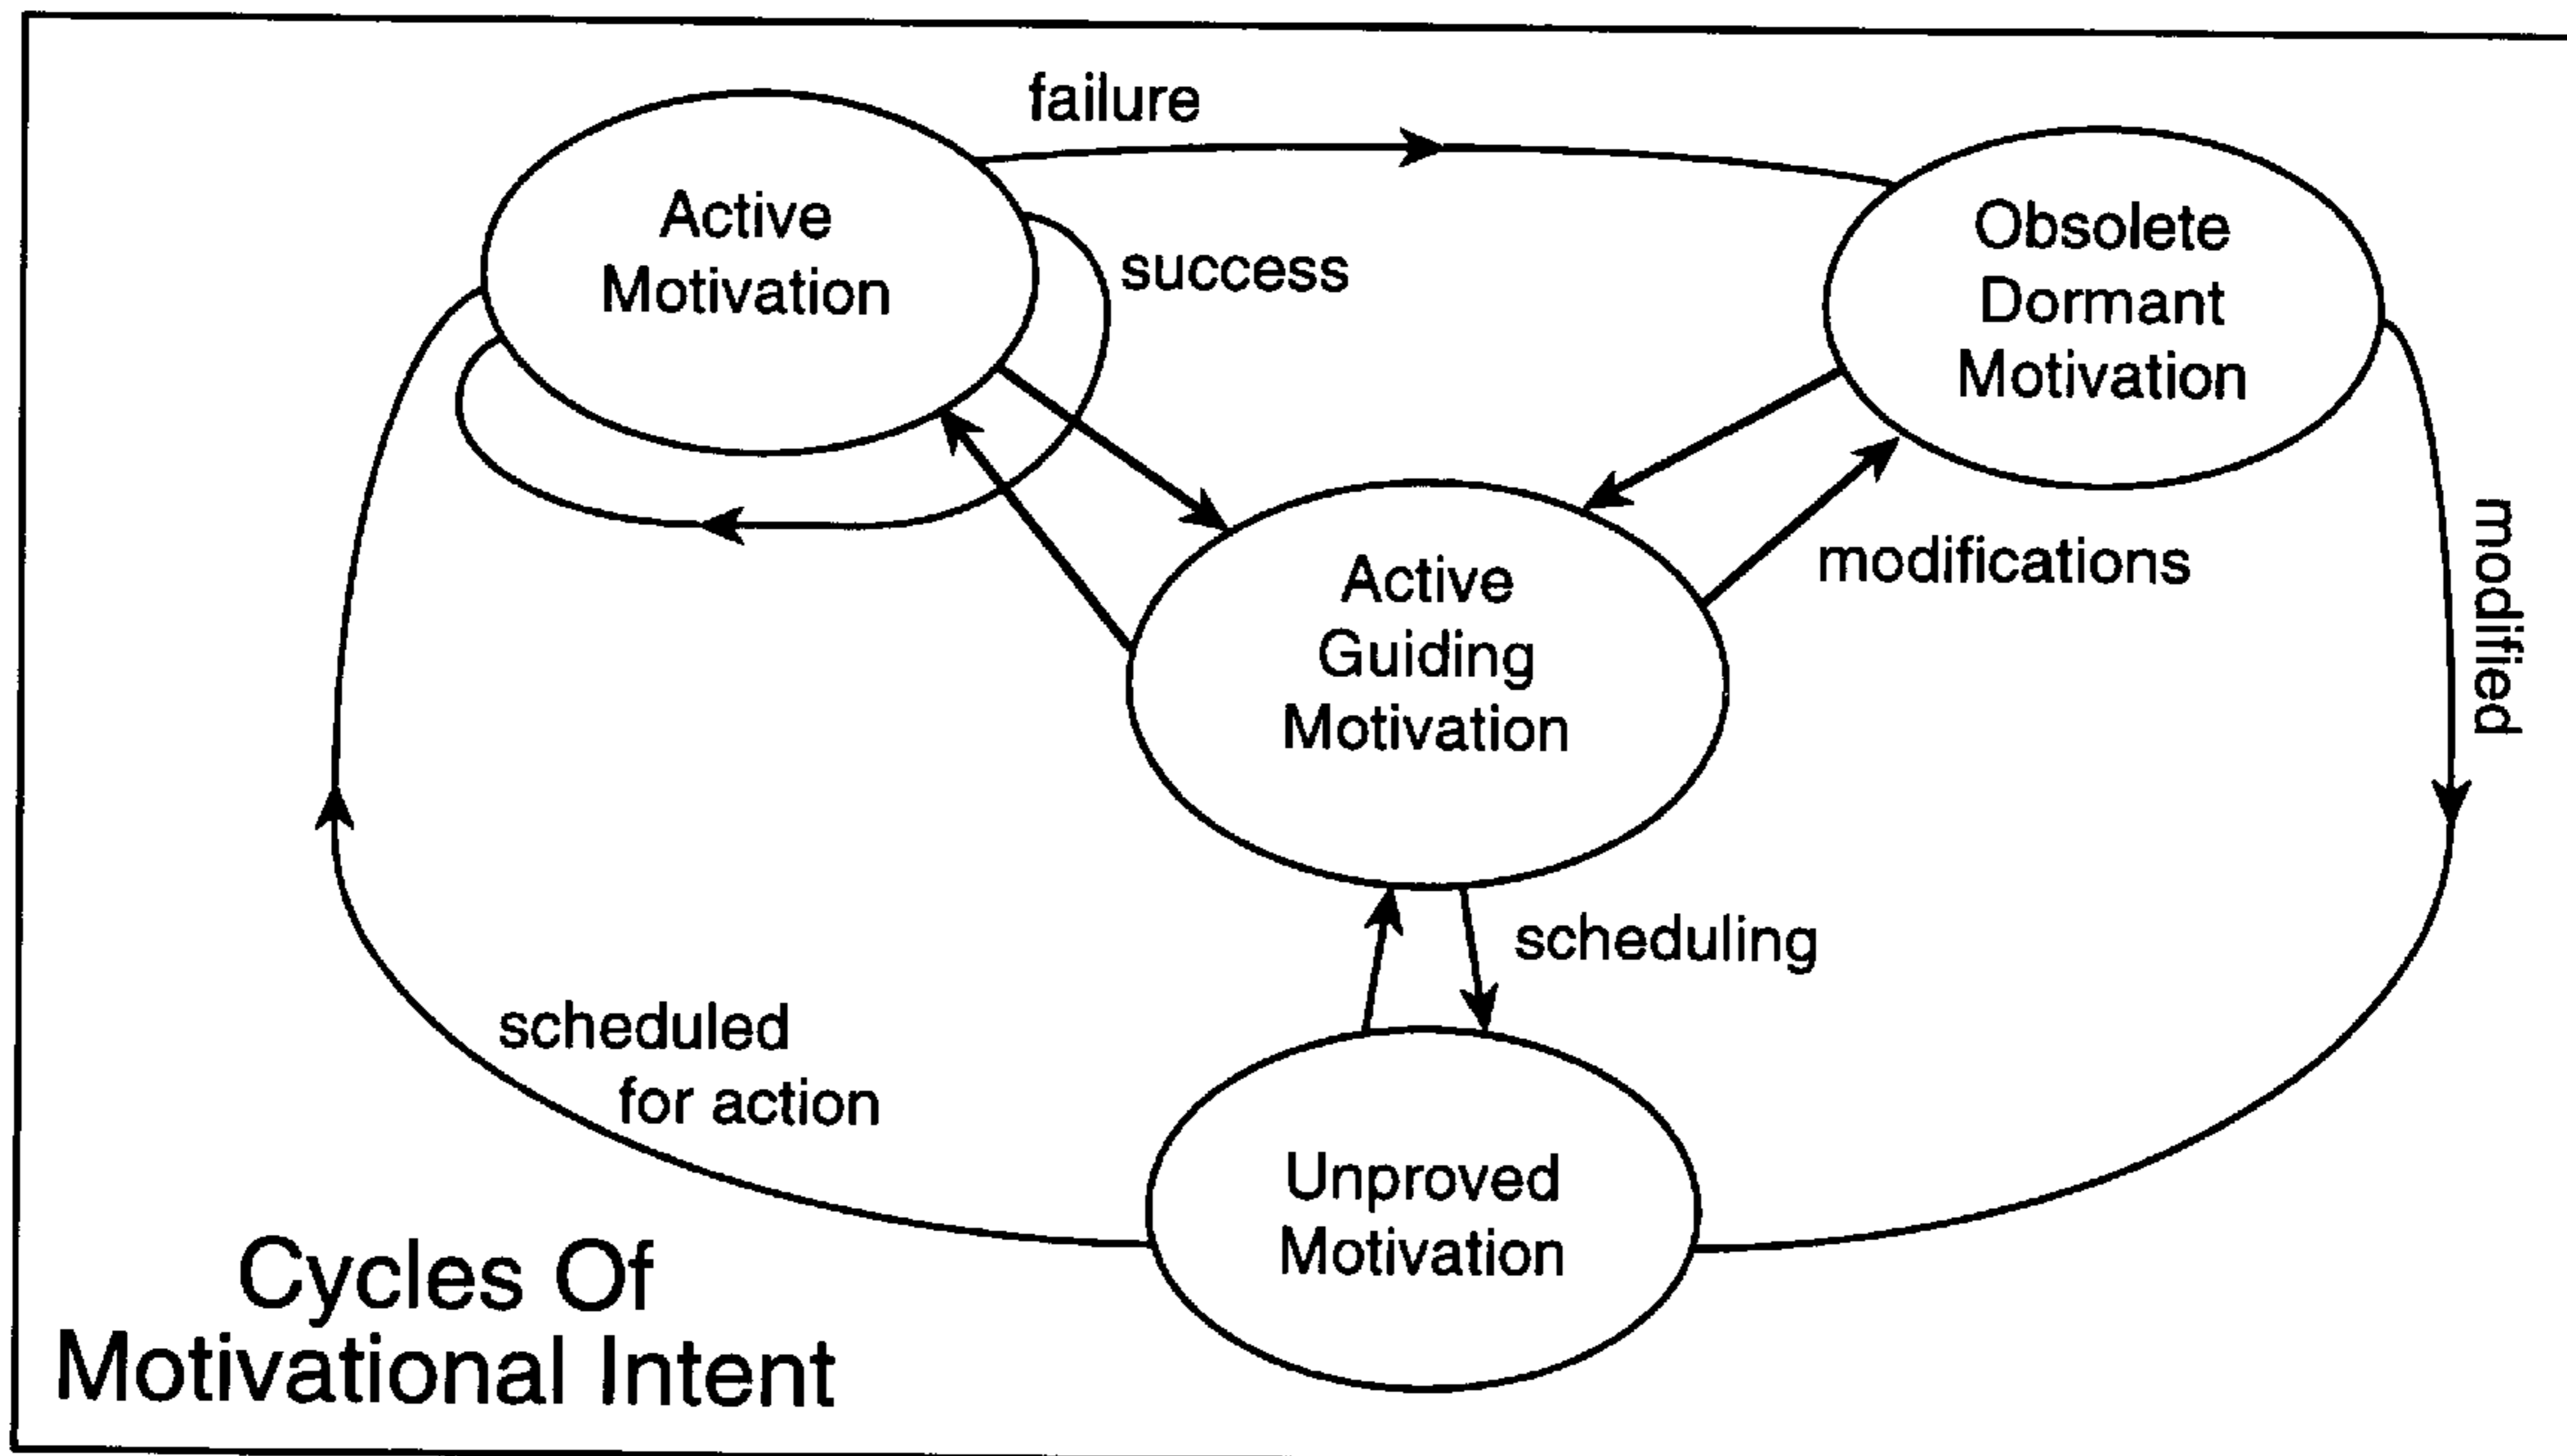 failure
Active
Motivation
success
Obsolete
Dormant
Motivation
modifications
modified
Active
Guiding
Motivation
scheduling
scheduled
for action
Unproved
Motivation
Cycles Of
Motivational Intent